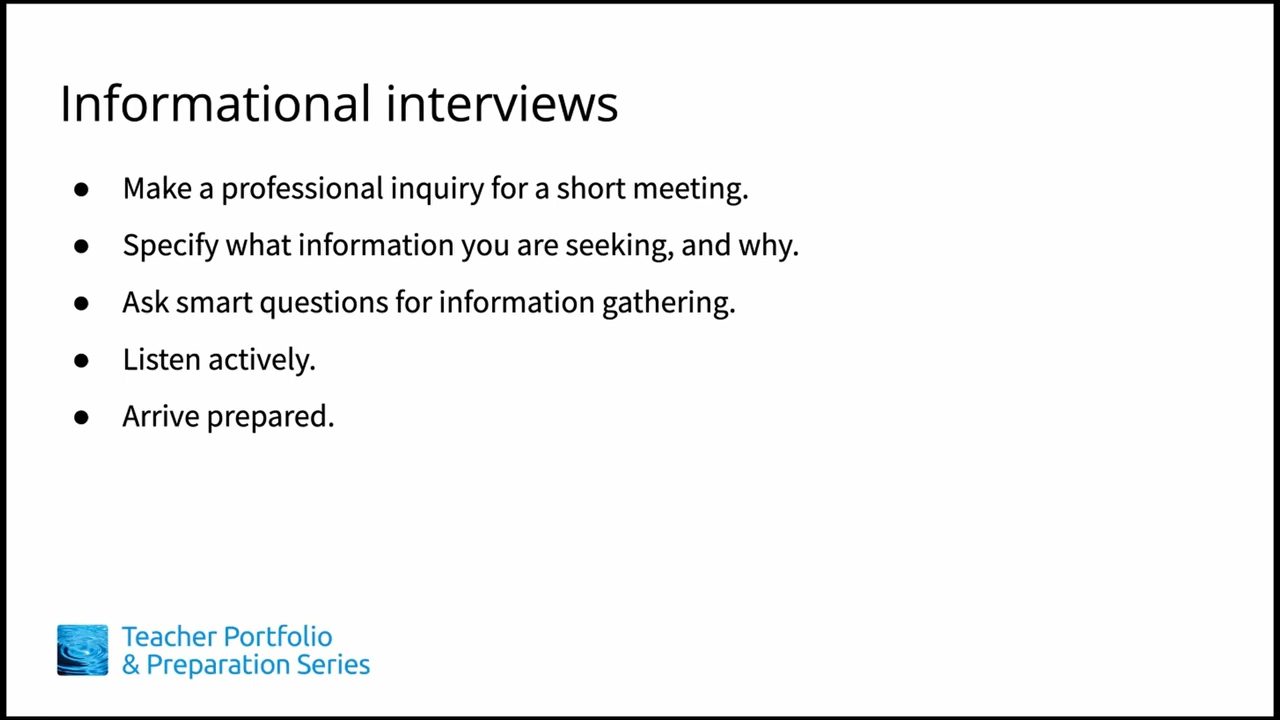 Informational interviews
● Make a professional inquiry for a short meeting.
● Specify what information you are seeking, and why.
● Ask smart questions for information gathering.
● Listen actively.
● Arrive prepared.
Teacher Portfolio
& Preparation Series